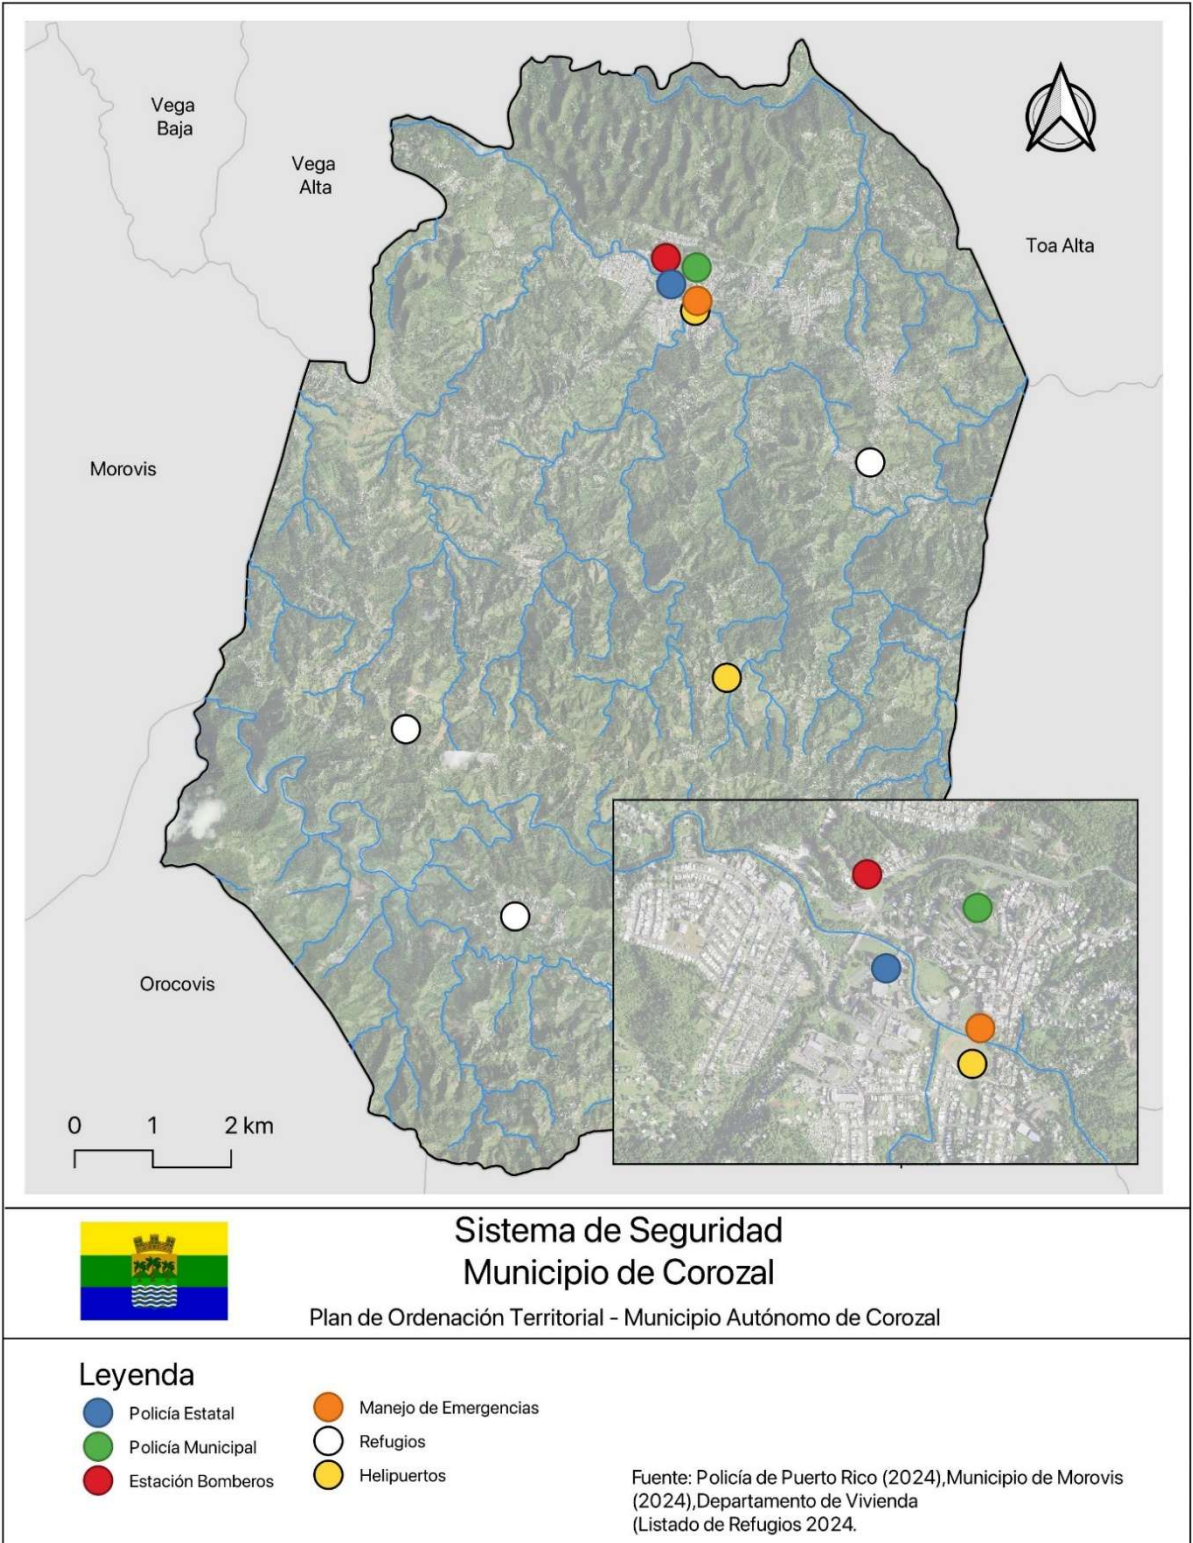 Vega
Baja
Vega
Alta
Toa Alta
Morovis
Orocovis
0 1 2 km
Sistema de Seguridad
Municipio de Corozal
Plan de Ordenación Territorial - Municipio Autónomo de Corozal
Leyenda
Policía Estatal
Policía Municipal
Estación Bomberos
Manejo de Emergencias
Refugios
Helipuertos
Fuente: Policía de Puerto Rico (2024),Municipio de Morovis
(2024),Departamento de Vivienda
(Listado de Refugios 2024.